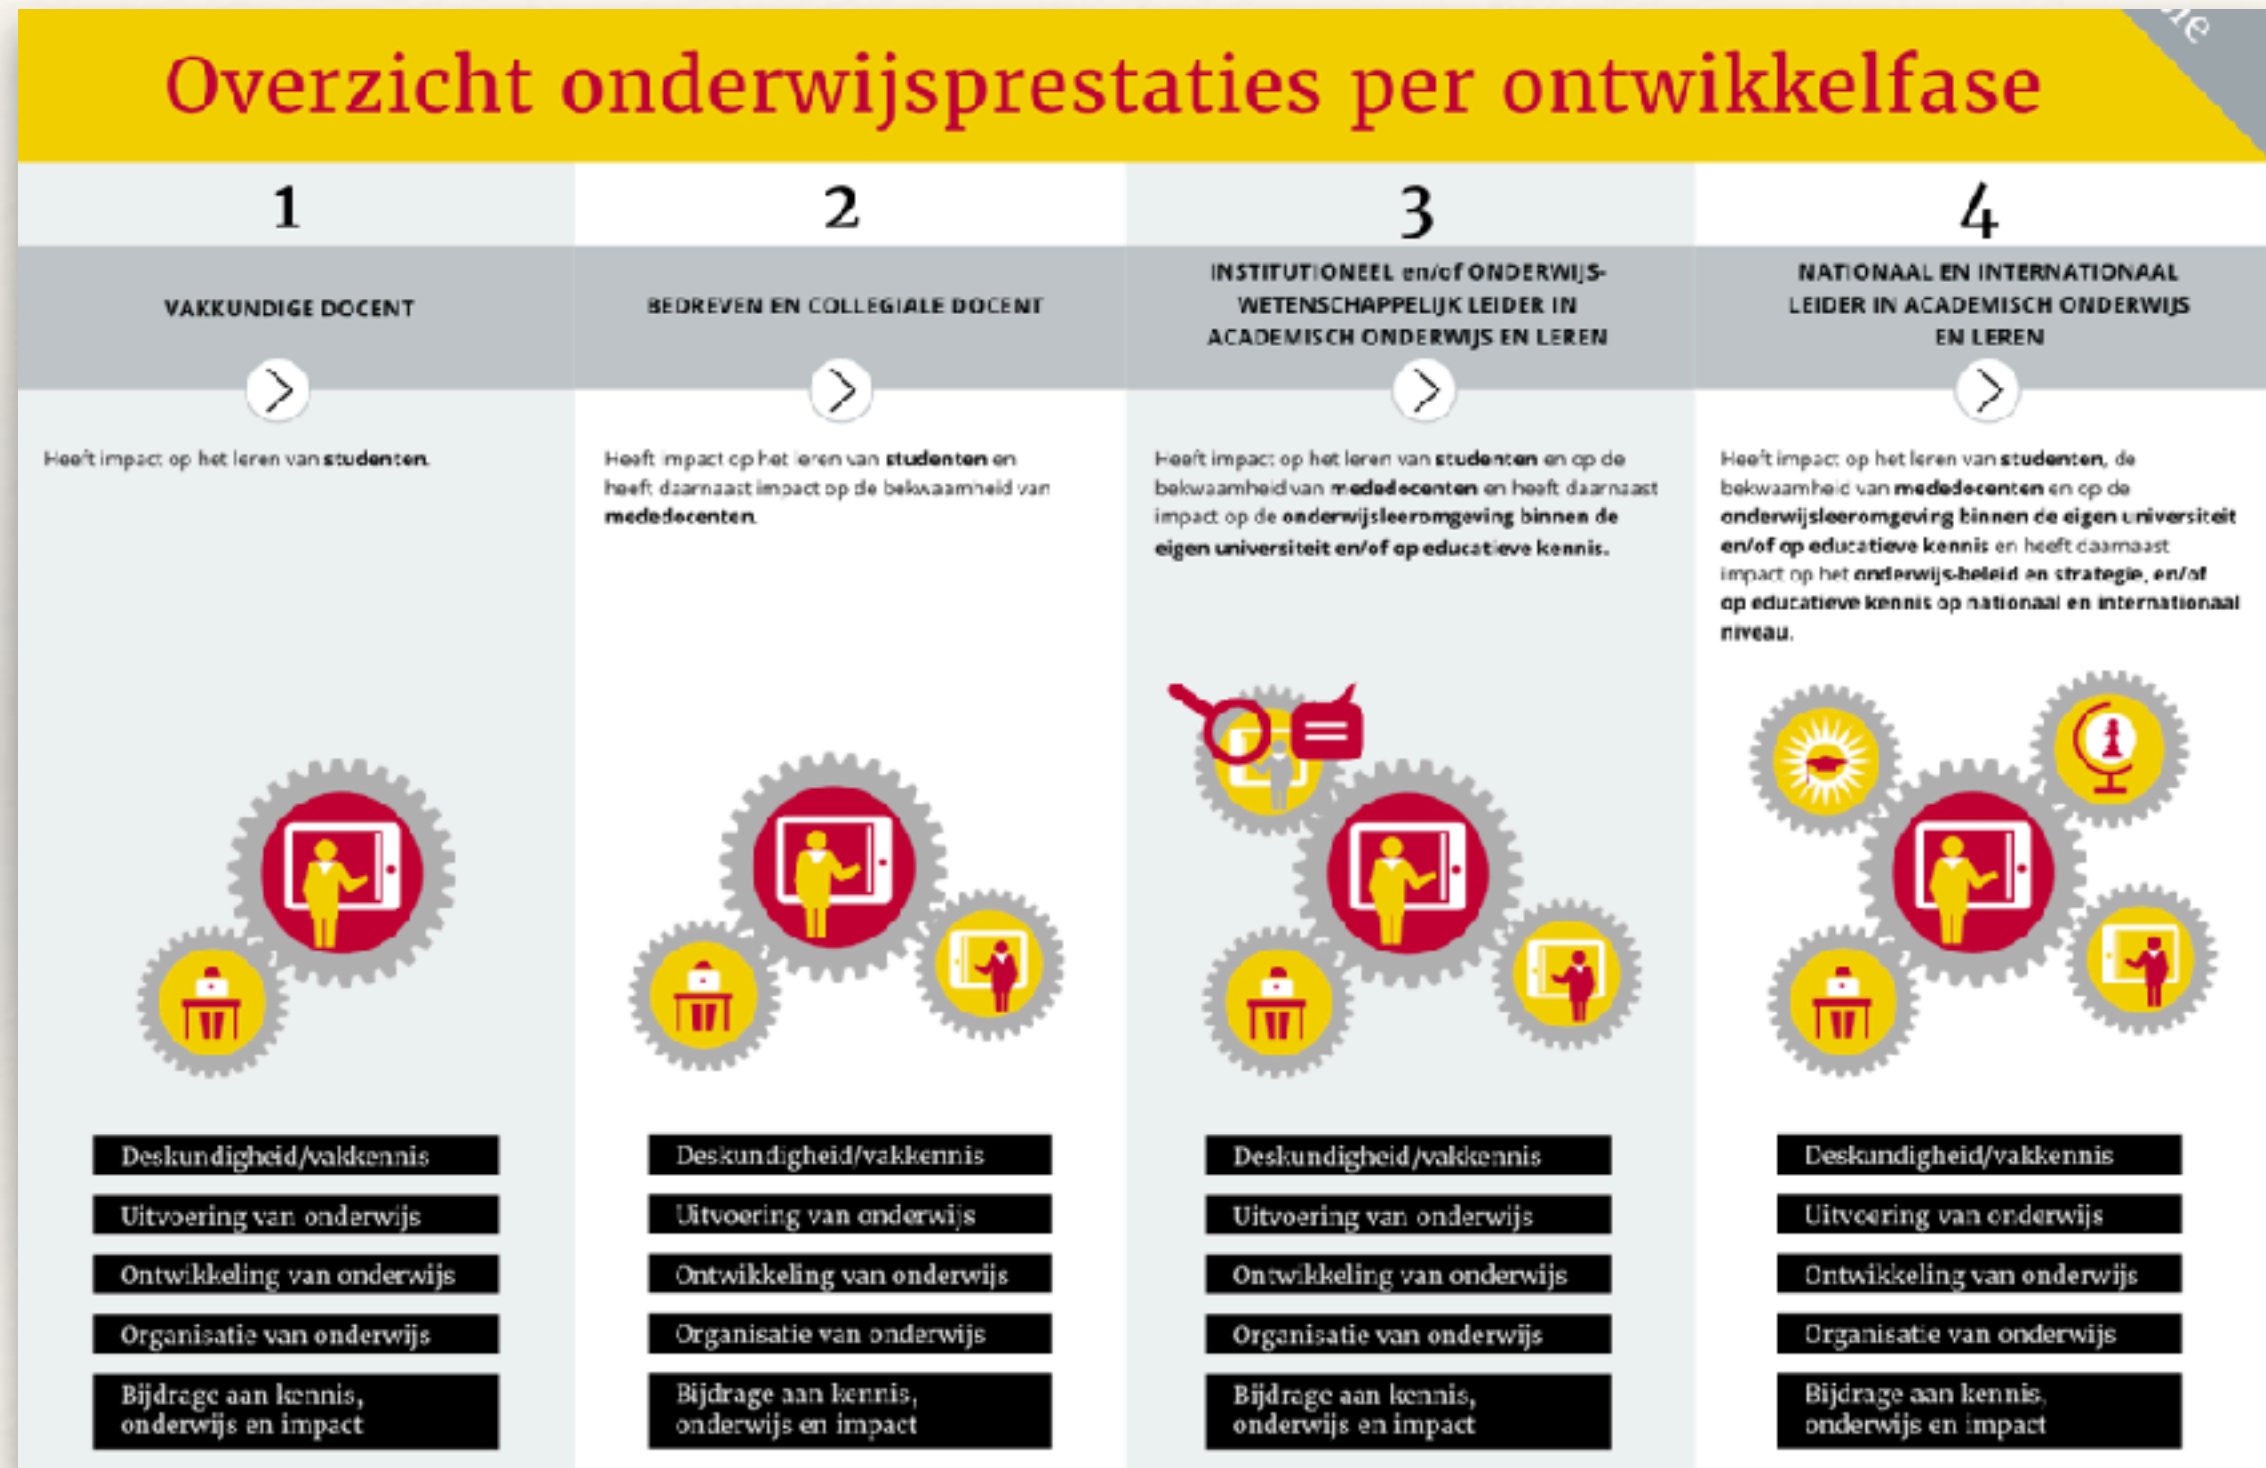 Overzicht onderwijsprestaties per ontwikkelfase
1
VAKKUNDIGE DOCENT
Heeft impact op het leren van studenten.
Deskundigheid/vakkennis
Uitvoering van onderwijs
Ontwikkeling van onderwijs
Organisatie van onderwijs
Bijdrage aan kennis,
onderwijs en impact
2
BEDREVEN EN COLLEGIALE DOCENT
Heeft impact op het leren van studenten en
heeft daarnaast impact op de bekwaamheid van
mededocenten.
Deskundigheid/vakkennis
Uitvoering van onderwijs
Ontwikkeling van onderwijs
Organisatie van onderwijs
Bijdrage aan kennis,
onderwijs en impact
3
INSTITUTIONEEL en/of ONDERWIJS-
WETENSCHAPPELIJK LEIDER IN
ACADEMISCH ONDERWIJS EN LEREN
Heeft impact op het leren van studenten en op de
bekwaamheid van mededocenten en heeft daarnaast
impact op de onderwijsleeromgeving binnen de
eigen universiteit en/of op educatieve kennis.
Deskundigheid/vakkennis
Uitvoering van onderwijs
Ontwikkeling van onderwijs
Organisatie van onderwijs
Bijdrage aan kennis,
onderwijs en impact
4
NATIONAAL EN INTERNATIONAAL
LEIDER IN ACADEMISCH ONDERWIJS
EN LEREN
Heeft impact op het leren van studenten, de
bekwaamheid van mededocenten en op de
onderwijsleeromgeving binnen de eigen universiteit
en/of op educatieve kennis en heeft daarnaast
impact op het onderwijs-beleid en strategie, en/of
op educatieve kennis op nationaal en internationaal
niveau.
Deskundigheid/vakkennis
Uitvoering van onderwijs
Ontwikkeling van onderwijs
Organisatie van onderwijs
Bijdrage aan kennis,
onderwijs en impact